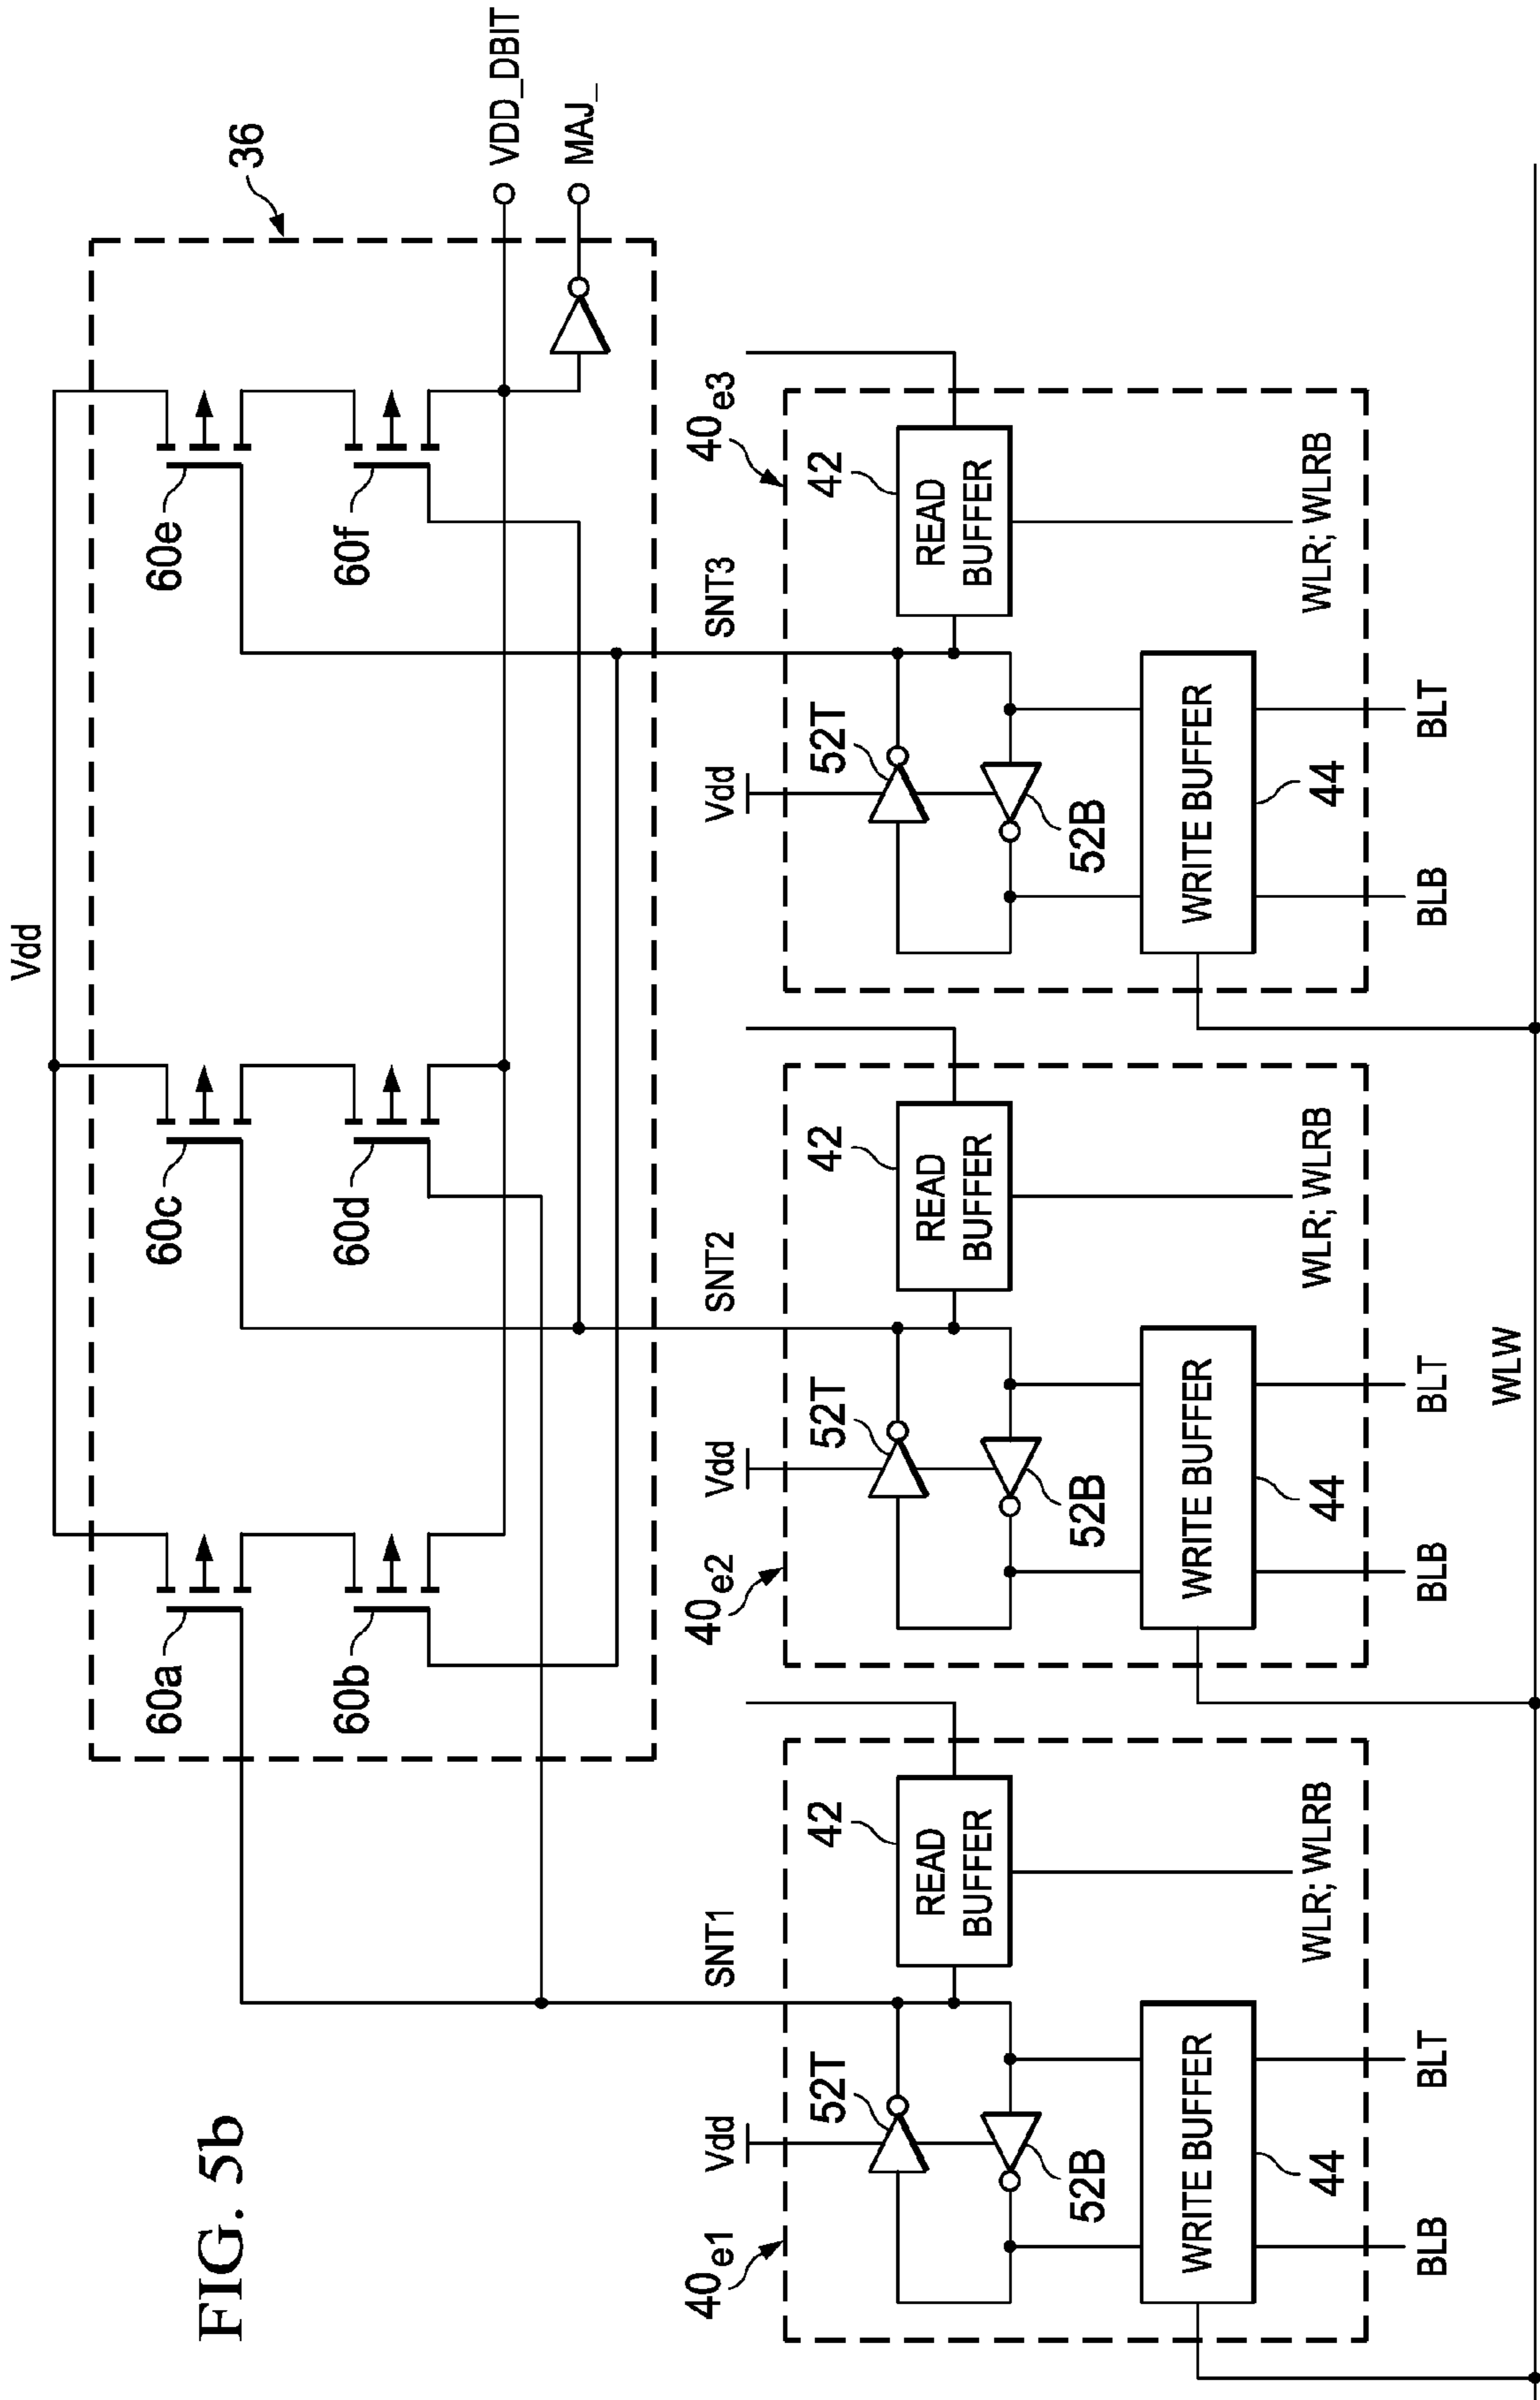 FIG. 5b
Vdd
36
60a
60c
60e
60b
60d
60f
VDD_DBIT
MAJ_
SNT1
SNT2
SNT3
40e1
Vdd
52T
42
40e2
Vdd
52T
42
Vdd
52T
42
40e3
READ
BUFFER
READ
BUFFER
READ
BUFFER
52B
52B
52B
WRITE BUFFER
WRITE BUFFER
WRITE BUFFER
WLR; WLRB
WLR; WLRB
WLR; WLRB
44
44
44
BLB
BLT
BLB
BLT
BLB
BLT
WLW